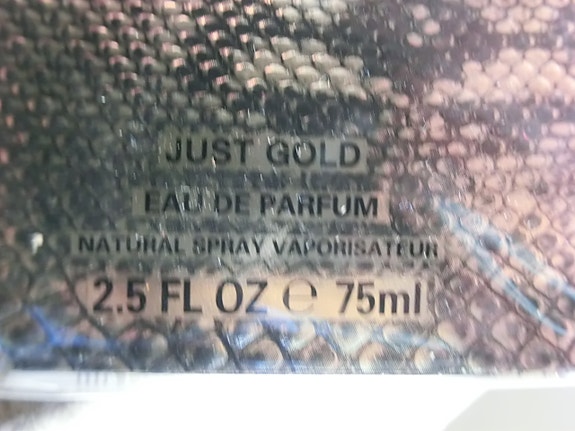 JUST GOLD
EAU DE PARFUM
NATURAL SPRAY VAPORISATEUR
2.5 FL OZ ℮ 75ml